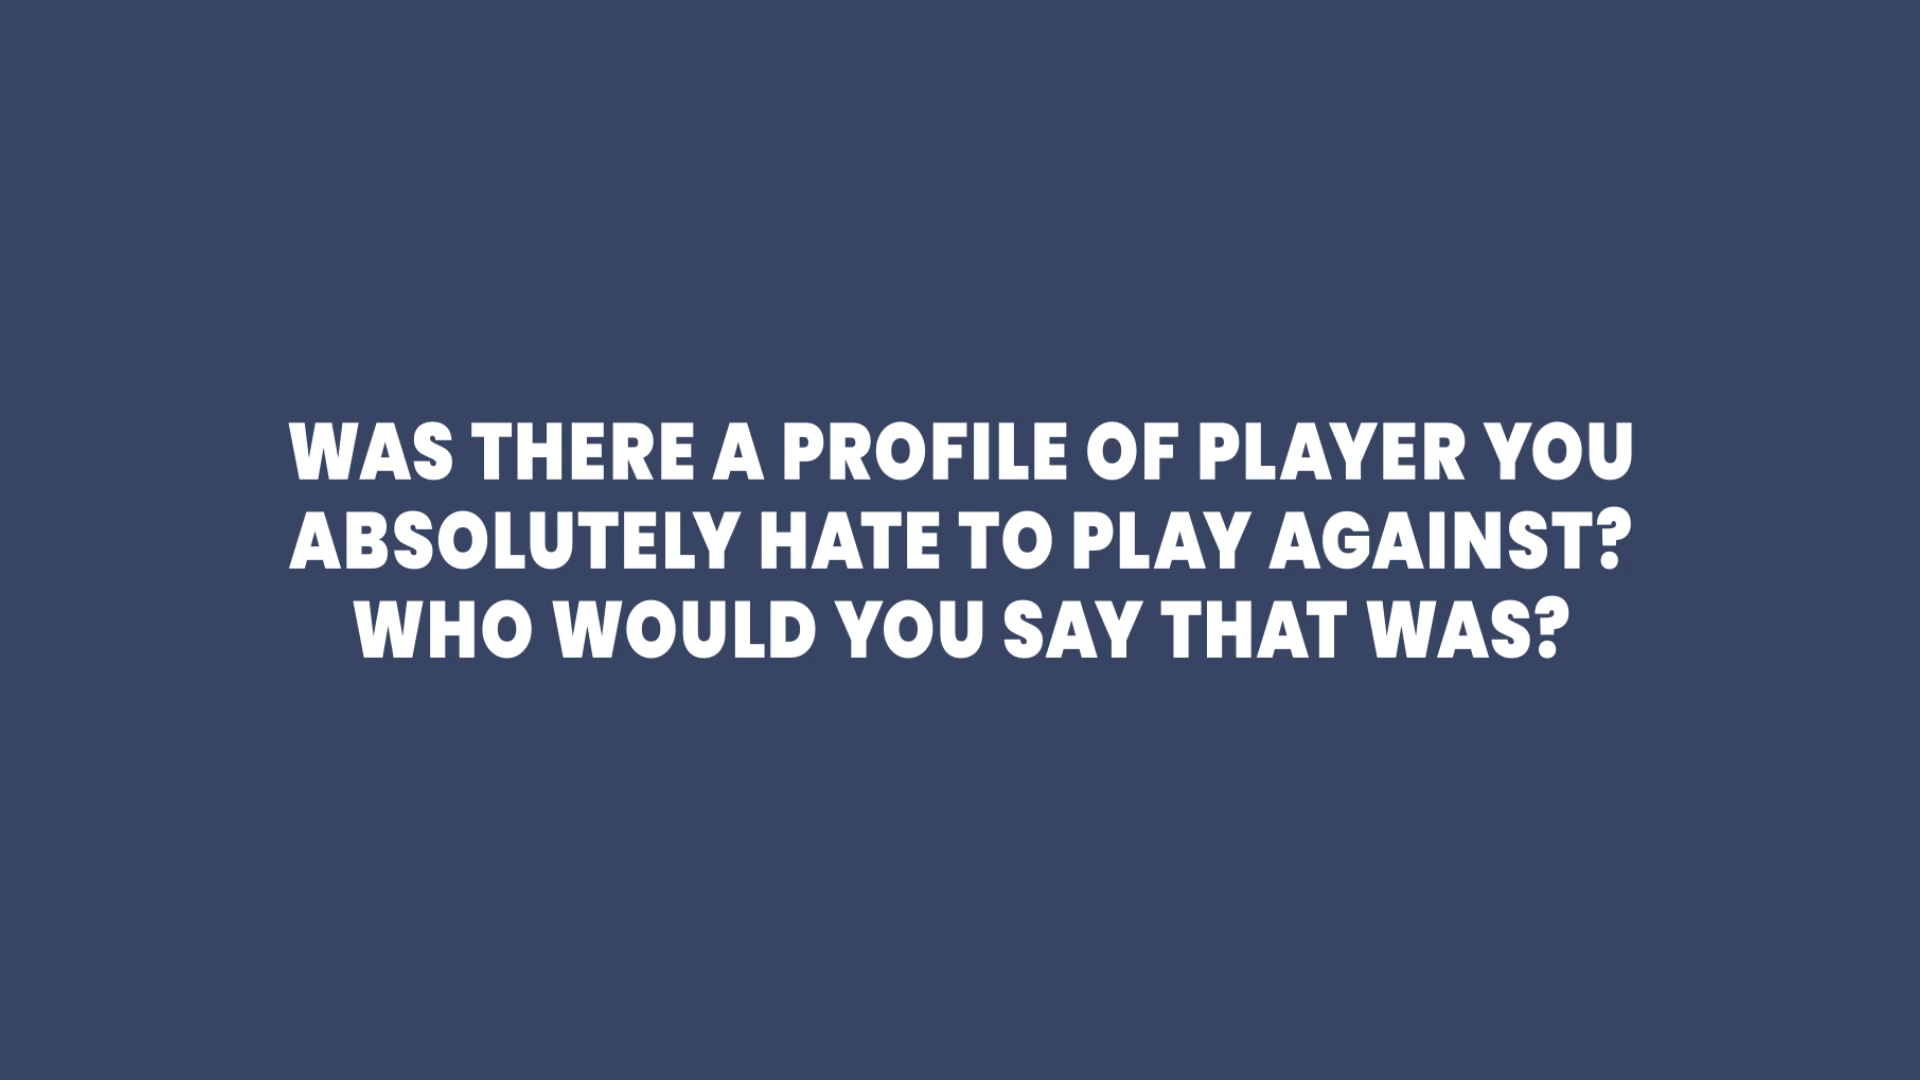 WAS THERE A PROFILE OF PLAYER YOU
ABSOLUTELY HATE TO PLAY AGAINST?
WHO WOULD YOU SAY THAT WAS?